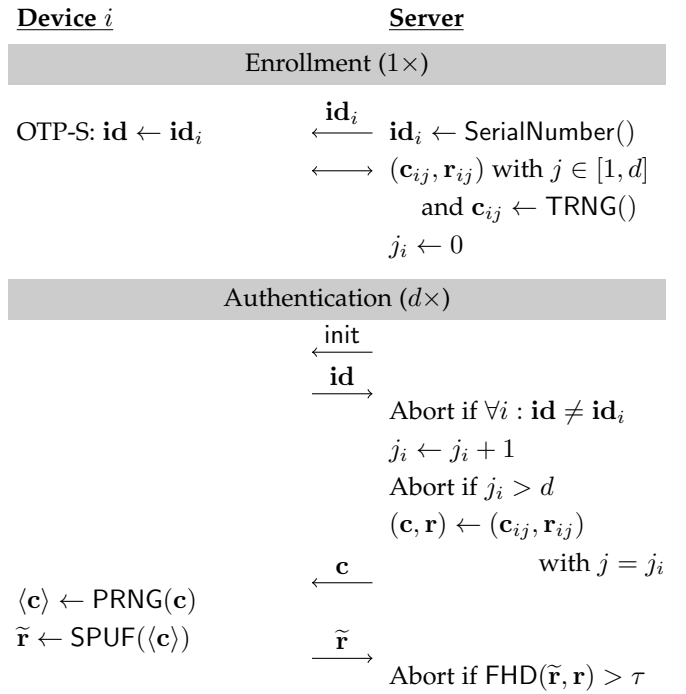 Device i Server
Enrollment (1×)
id_i
OTP-S: id ← id_i ← id_i ← SerialNumber()
⟷ (c_ij, r_ij) with j ∈ [1, d]
and c_ij ← TRNG()
j_i ← 0
Authentication (d×)
init
←
id
→
Abort if ∀i : id ≠ id_i
j_i ← j_i + 1
Abort if j_i > d
(c, r) ← (c_ij, r_ij)
with j = j_i
c
←
⟨c⟩ ← PRNG(c)
r̃ ← SPUF(⟨c⟩) r̃
→
Abort if FHD(r̃, r) > τ